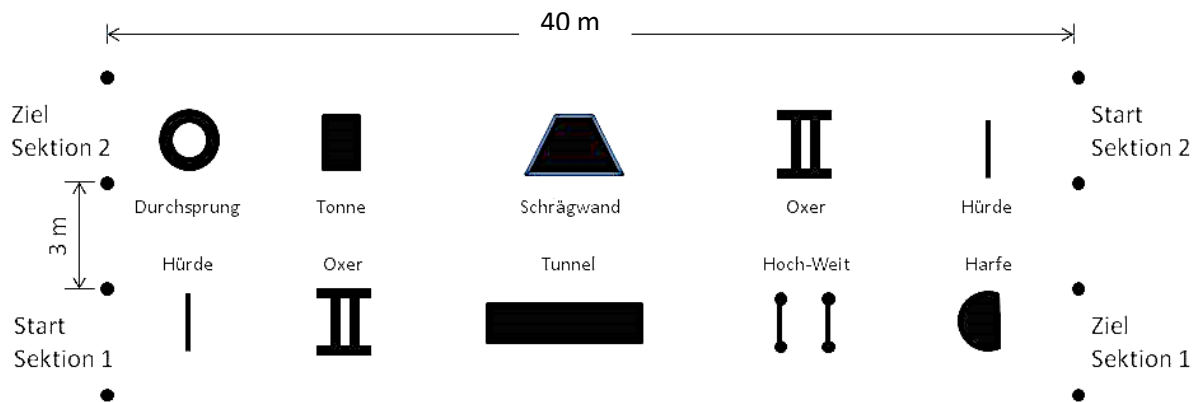 40 m
Ziel
Sektion 2
Start
Sektion 2
Durchsprung
Tonne
Schrägwand
Oxer
Hürde
3 m
Hürde
Oxer
Tunnel
Hoch-Weit
Harfe
Start
Sektion 1
Ziel
Sektion 1